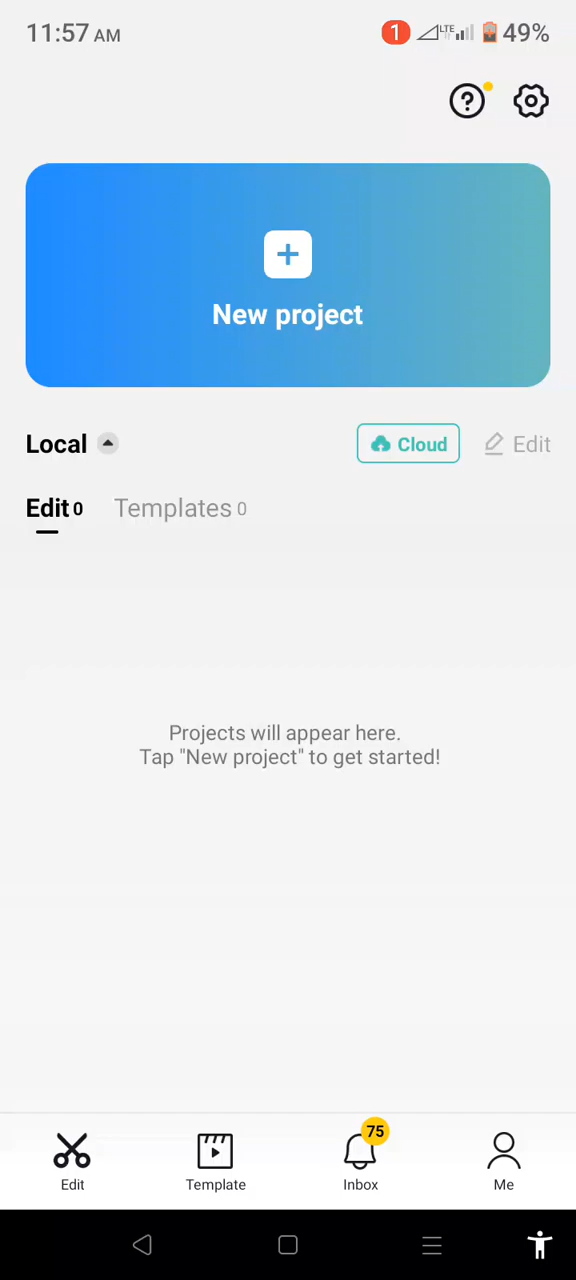 11:57 AM
1
LTE
49%
New project
Local
Cloud
Edit
Edit 0
Templates 0
Projects will appear here.
Tap "New project" to get started!
75
Edit
Template
Inbox
Me